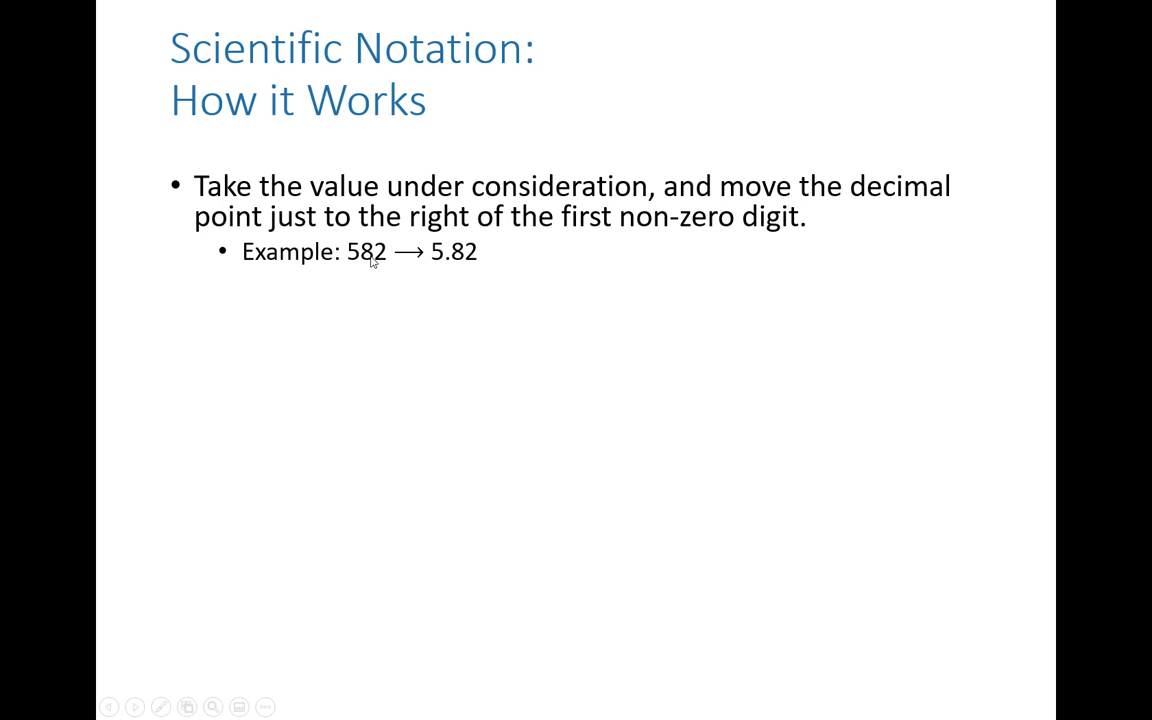 Scientific Notation:
How it Works
• Take the value under consideration, and move the decimal
point just to the right of the first non-zero digit.
• Example: 582 ⟶ 5.82